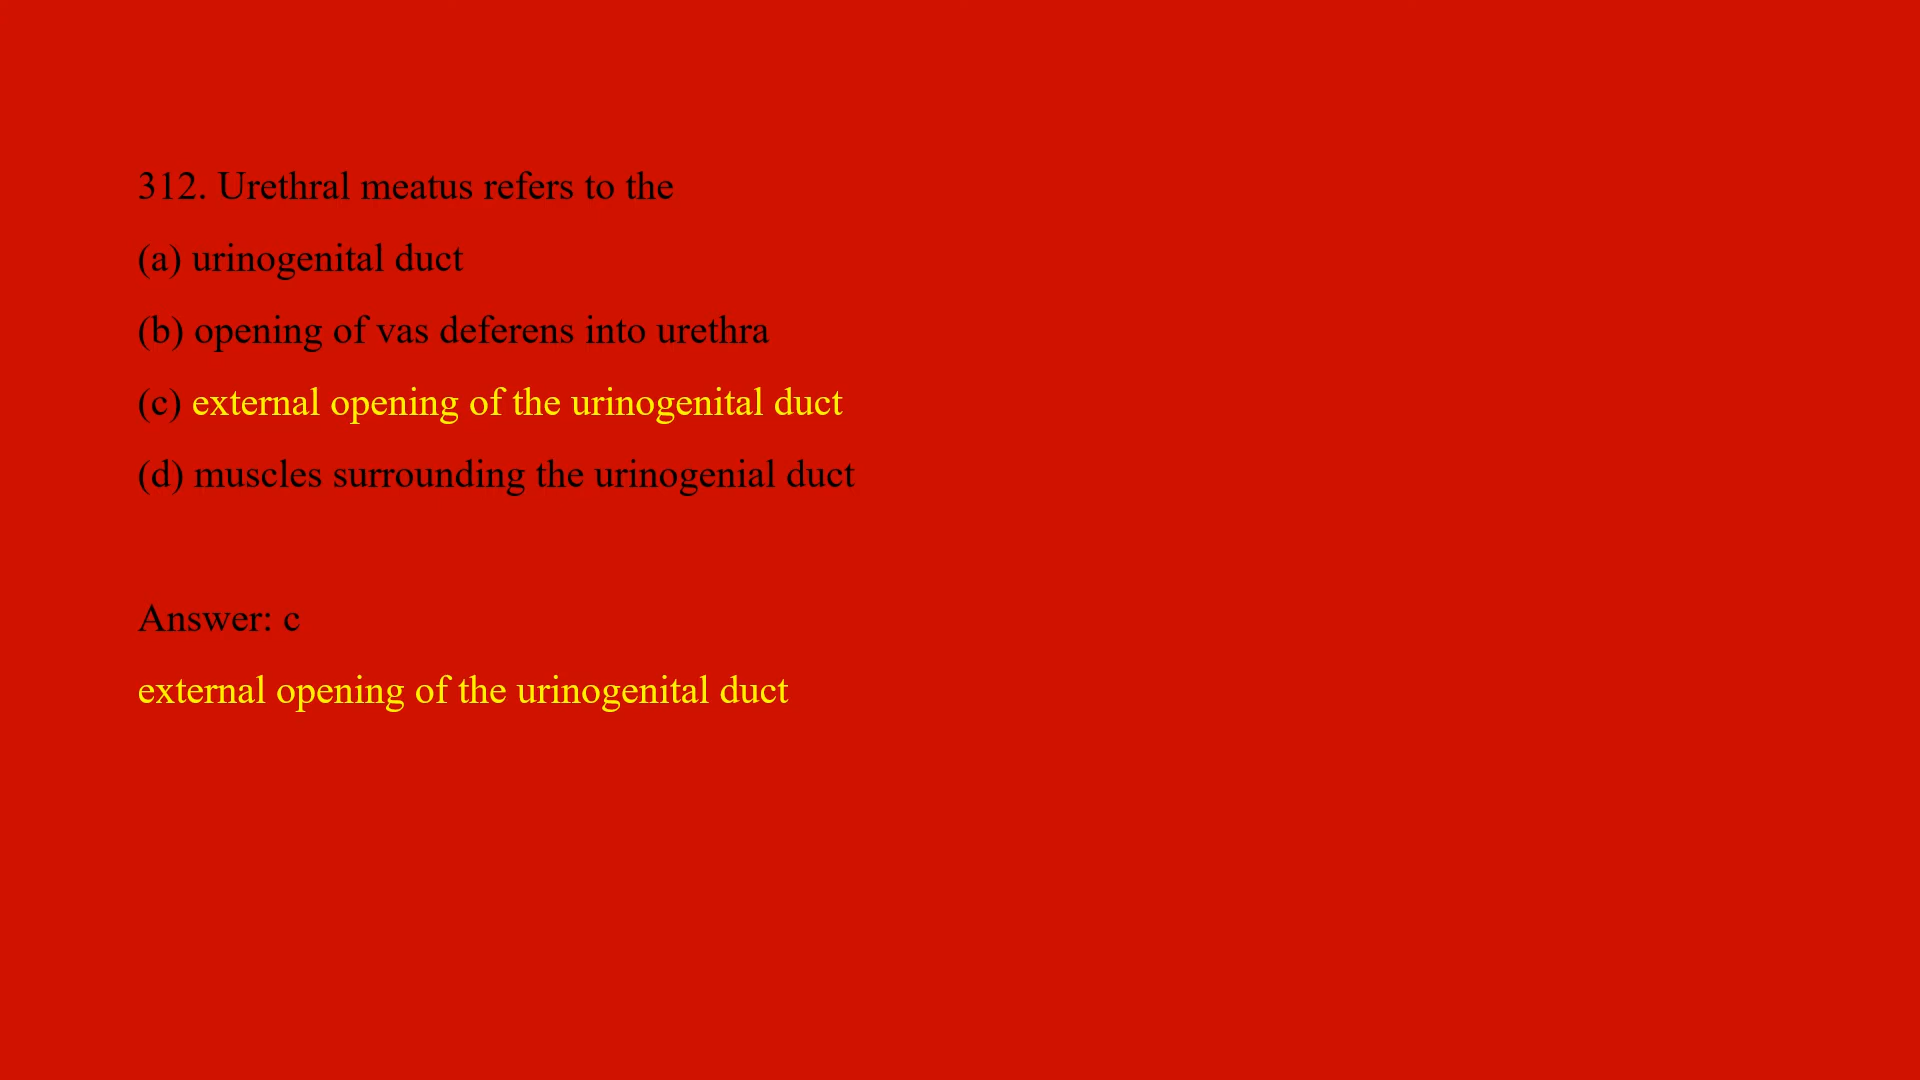 312. Urethral meatus refers to the
(a) urinogenital duct
(b) opening of vas deferens into urethra
(c) external opening of the urinogenital duct
(d) muscles surrounding the urinogenial duct
Answer: c
external opening of the urinogenital duct